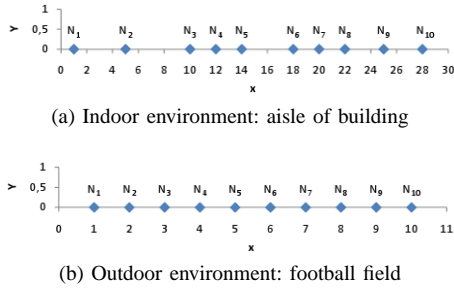 1
Y 0,5
0
N1 N2 N3 N4 N5 N6 N7 N8 N9 N10
0 2 4 6 8 10 12 14 16 18 20 22 24 26 28 30
x
(a) Indoor environment: aisle of building
1
Y 0,5
0
N1 N2 N3 N4 N5 N6 N7 N8 N9 N10
0 1 2 3 4 5 6 7 8 9 10 11
x
(b) Outdoor environment: football field